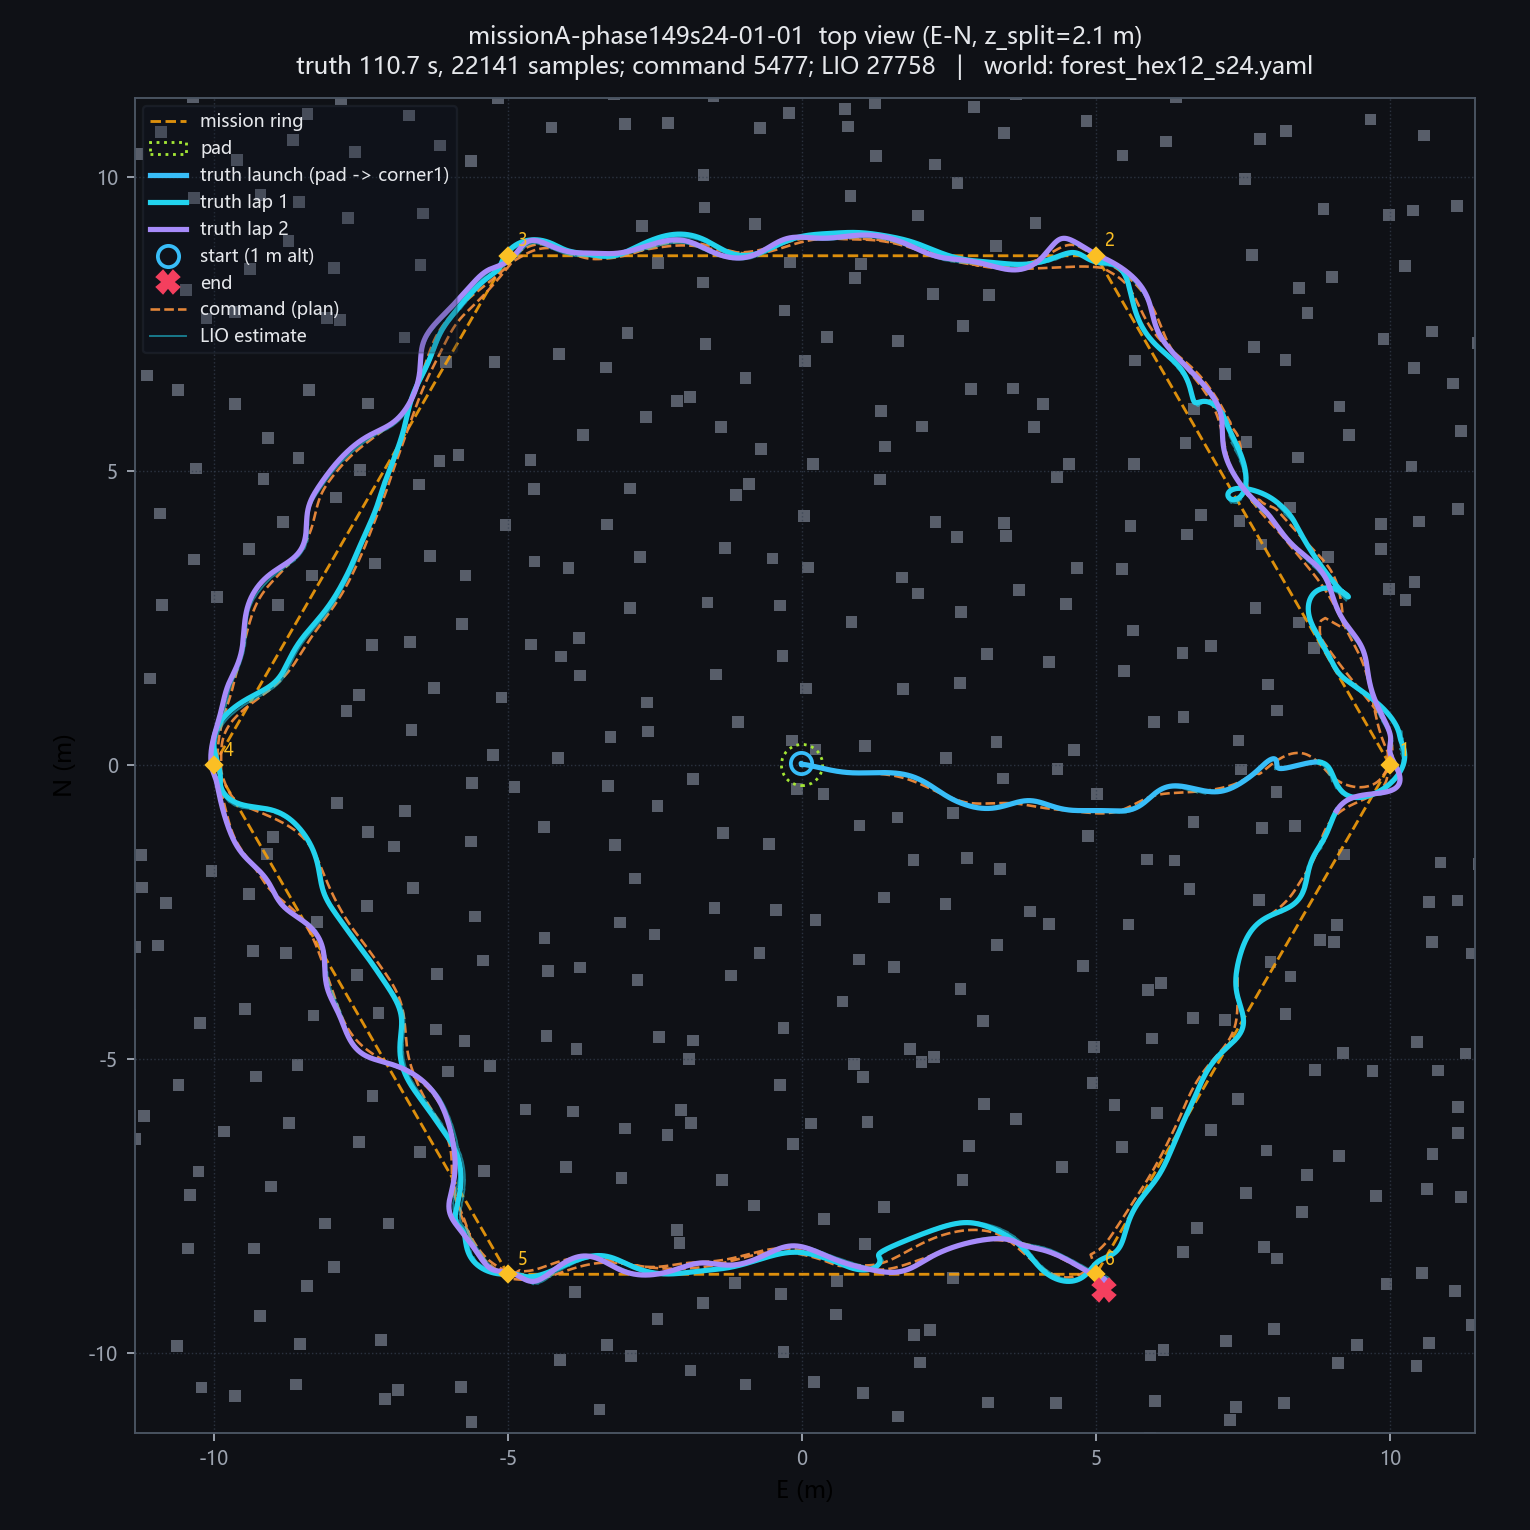 missionA-phase149s24-01-01  top view (E-N, z_split=2.1 m)
truth 110.7 s, 22141 samples; command 5477; LIO 27758   |   world: forest_hex12_s24.yaml
mission ring
pad
truth launch (pad -> corner1)
truth lap 1
truth lap 2
start (1 m alt)
end
command (plan)
LIO estimate
3
2
4
1
5
6
10
5
0
-5
-10
N (m)
-10
-5
0
5
10
E (m)